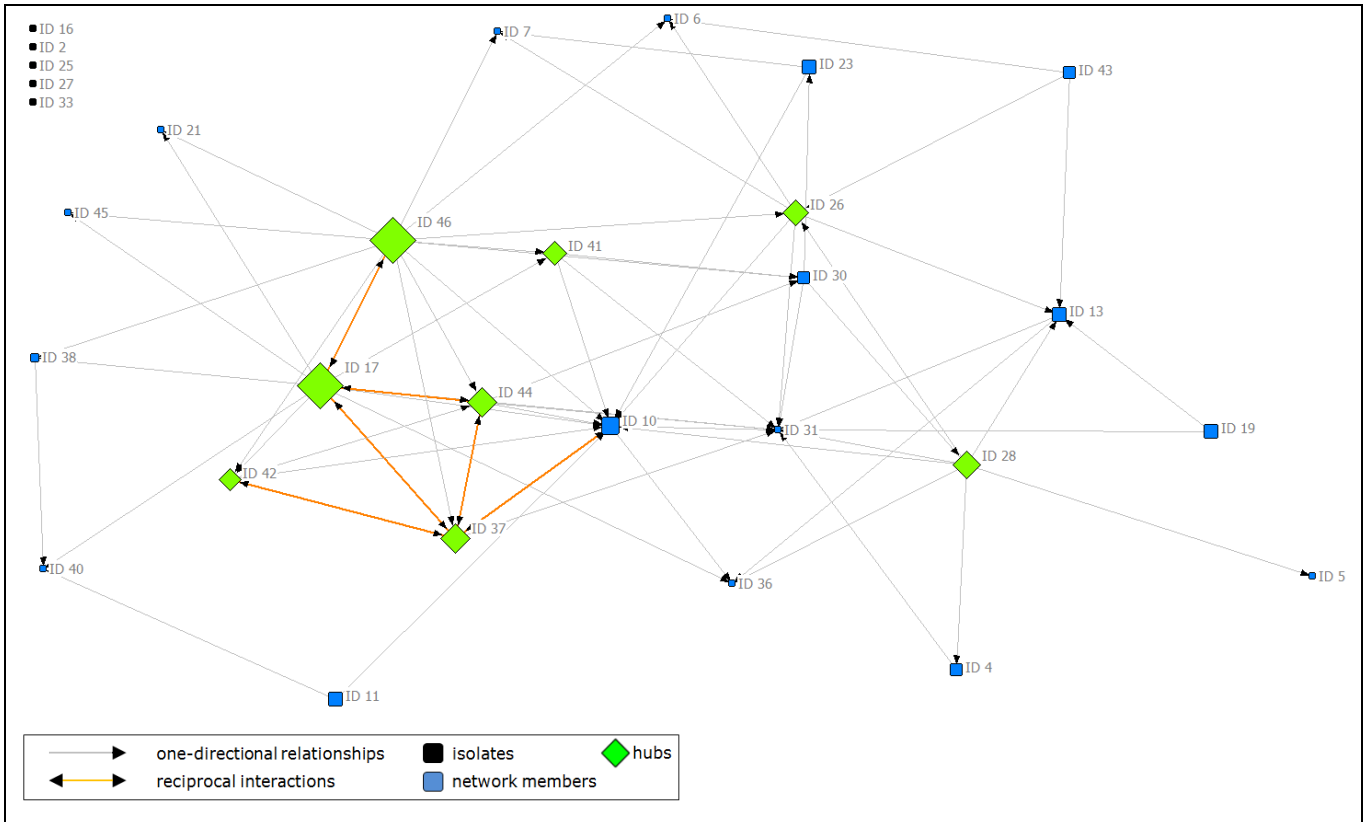 ID 6
ID 16
ID 7
ID 2
ID 23
ID 25
ID 43
ID 27
ID 33
ID 21
ID 26
ID 45
ID 46
ID 41
ID 30
ID 13
ID 38
ID 17
ID 44
ID 10
ID 31
ID 19
ID 28
ID 42
ID 37
ID 40
ID 36
ID 5
ID 4
ID 11
one-directional relationships
isolates
hubs
reciprocal interactions
network members